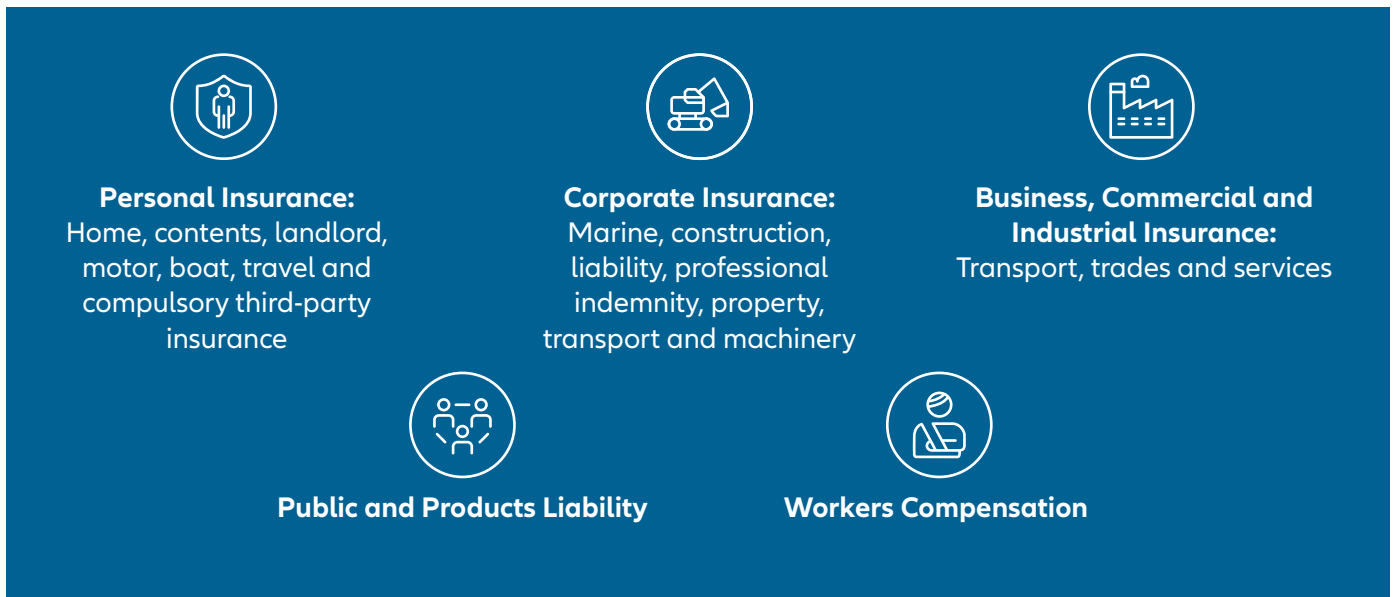 Personal Insurance:
Home, contents, landlord,
motor, boat, travel and
compulsory third-party
insurance
Corporate Insurance:
Marine, construction,
liability, professional
indemnity, property,
transport and machinery
Business, Commercial and
Industrial Insurance:
Transport, trades and services
Public and Products Liability
Workers Compensation